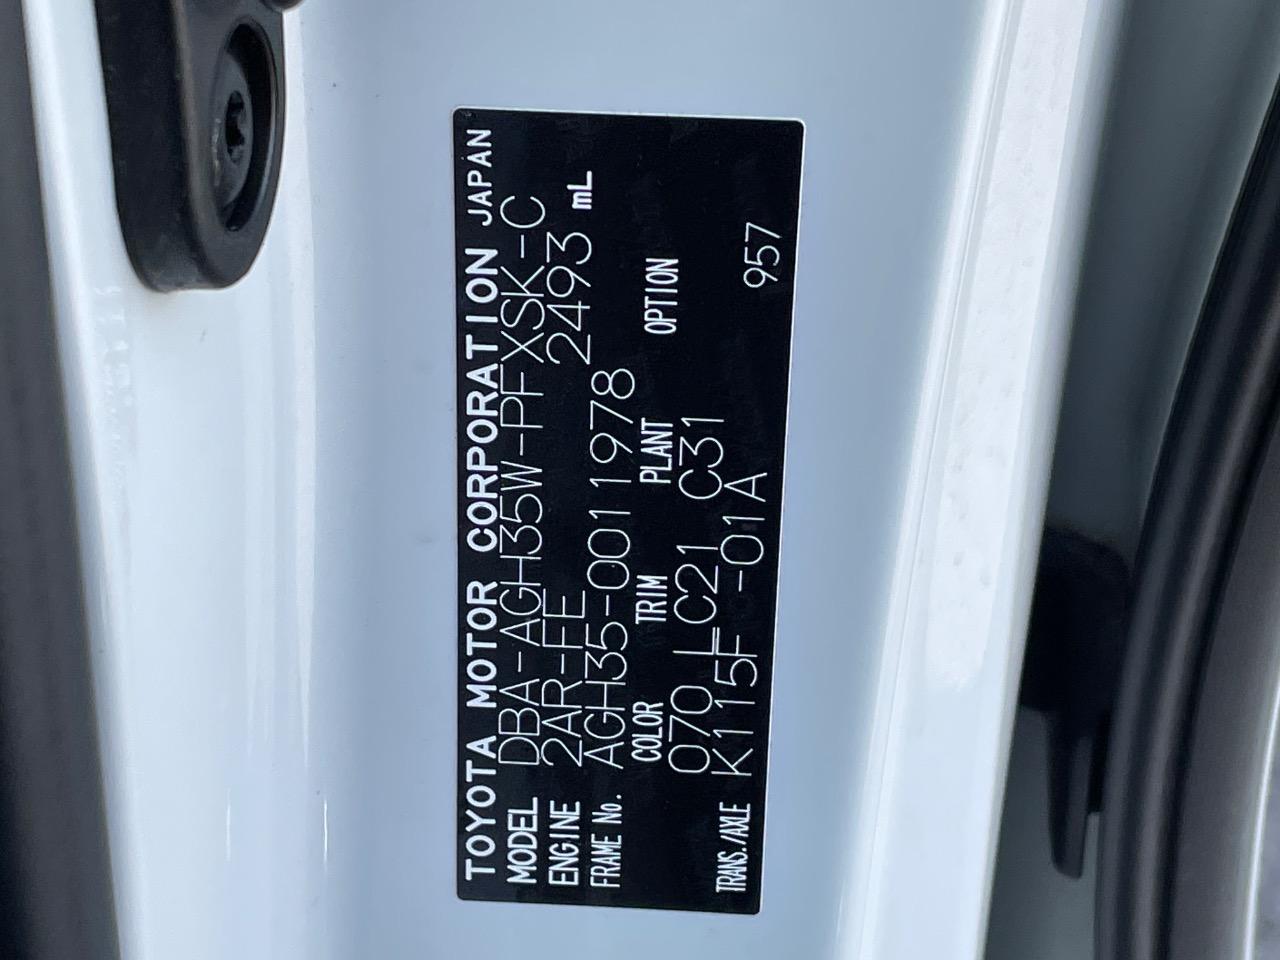 TOYOTA MOTOR CORPORATION JAPAN
MODEL DBA-AGH35W-PFXSK-C
ENGINE 2AR-FE 2493 mL
FRAME No. AGH35-0011978
COLOR TRIM PLANT OPTION
070 LC21 C31
TRANS./AXLE K115F -01A 957